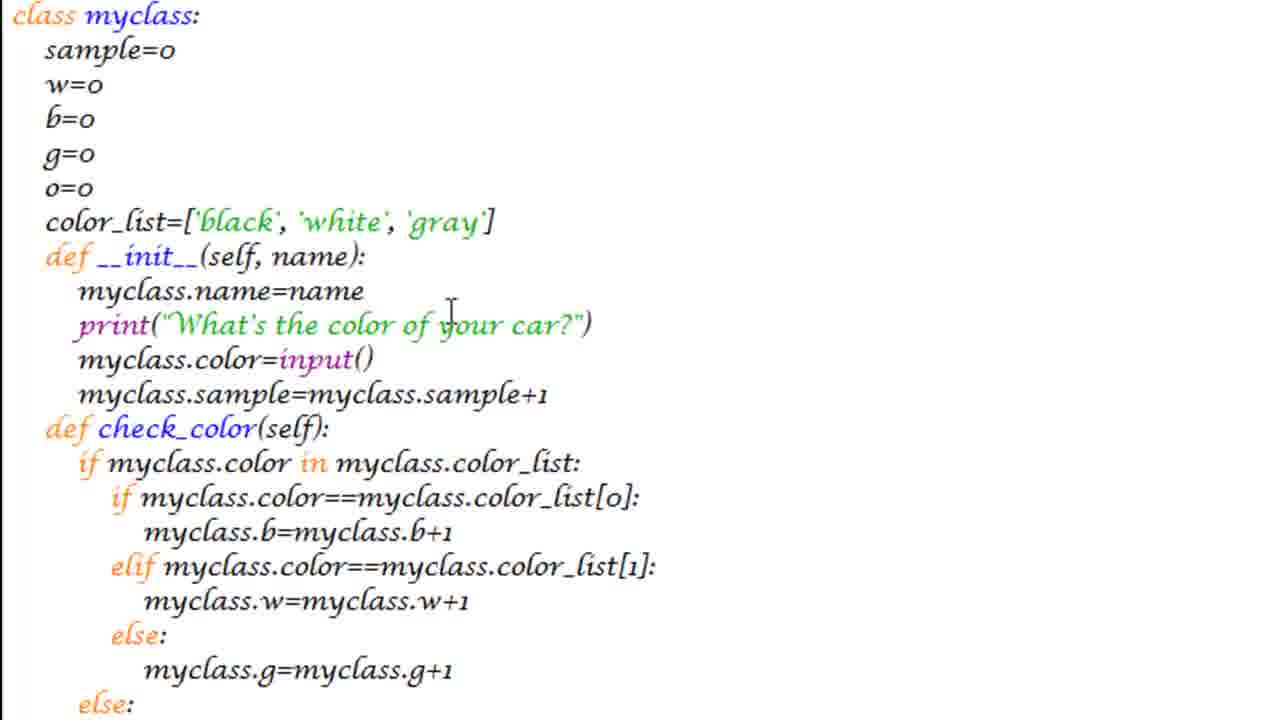 class myclass:
    sample=0
    w=0
    b=0
    g=0
    o=0
    color_list=['black', 'white', 'gray']
    def __init__(self, name):
        myclass.name=name
        print("What's the color of your car?")
        myclass.color=input()
        myclass.sample=myclass.sample+1
    def check_color(self):
        if myclass.color in myclass.color_list:
            if myclass.color==myclass.color_list[0]:
                myclass.b=myclass.b+1
            elif myclass.color==myclass.color_list[1]:
                myclass.w=myclass.w+1
            else:
                myclass.g=myclass.g+1
        else: